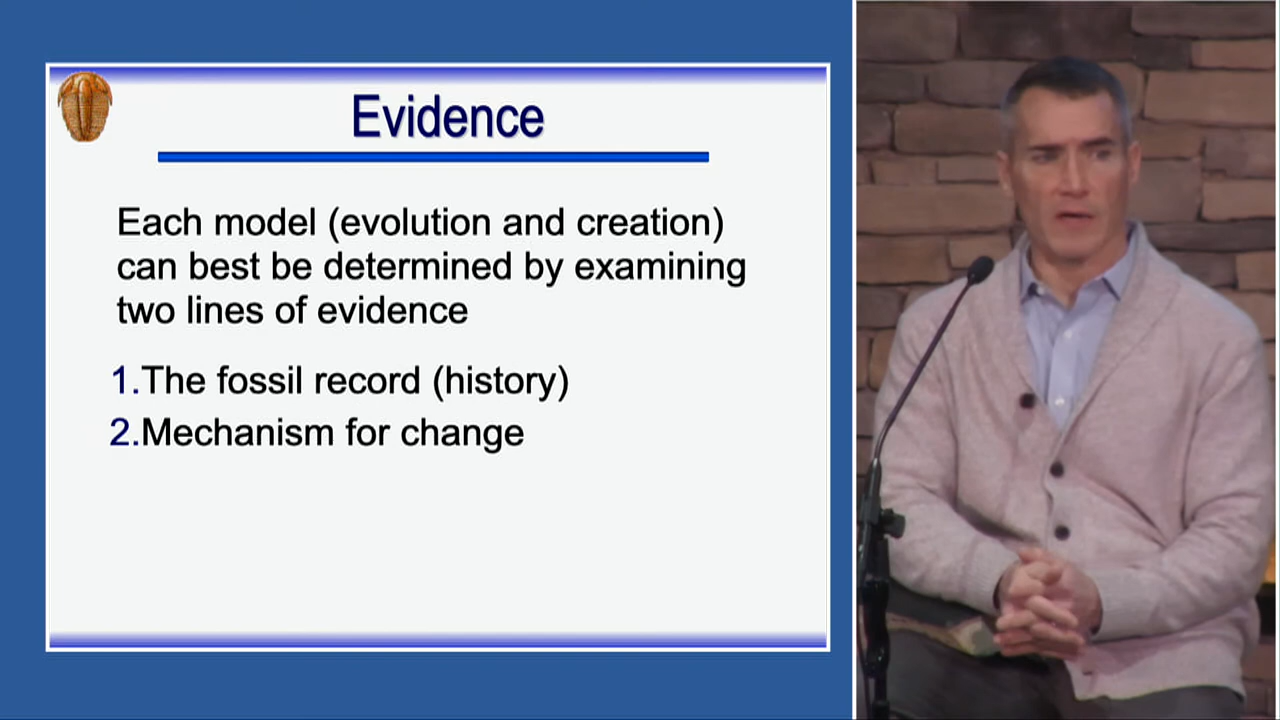 Evidence
Each model (evolution and creation)
can best be determined by examining
two lines of evidence
1.The fossil record (history)
2.Mechanism for change